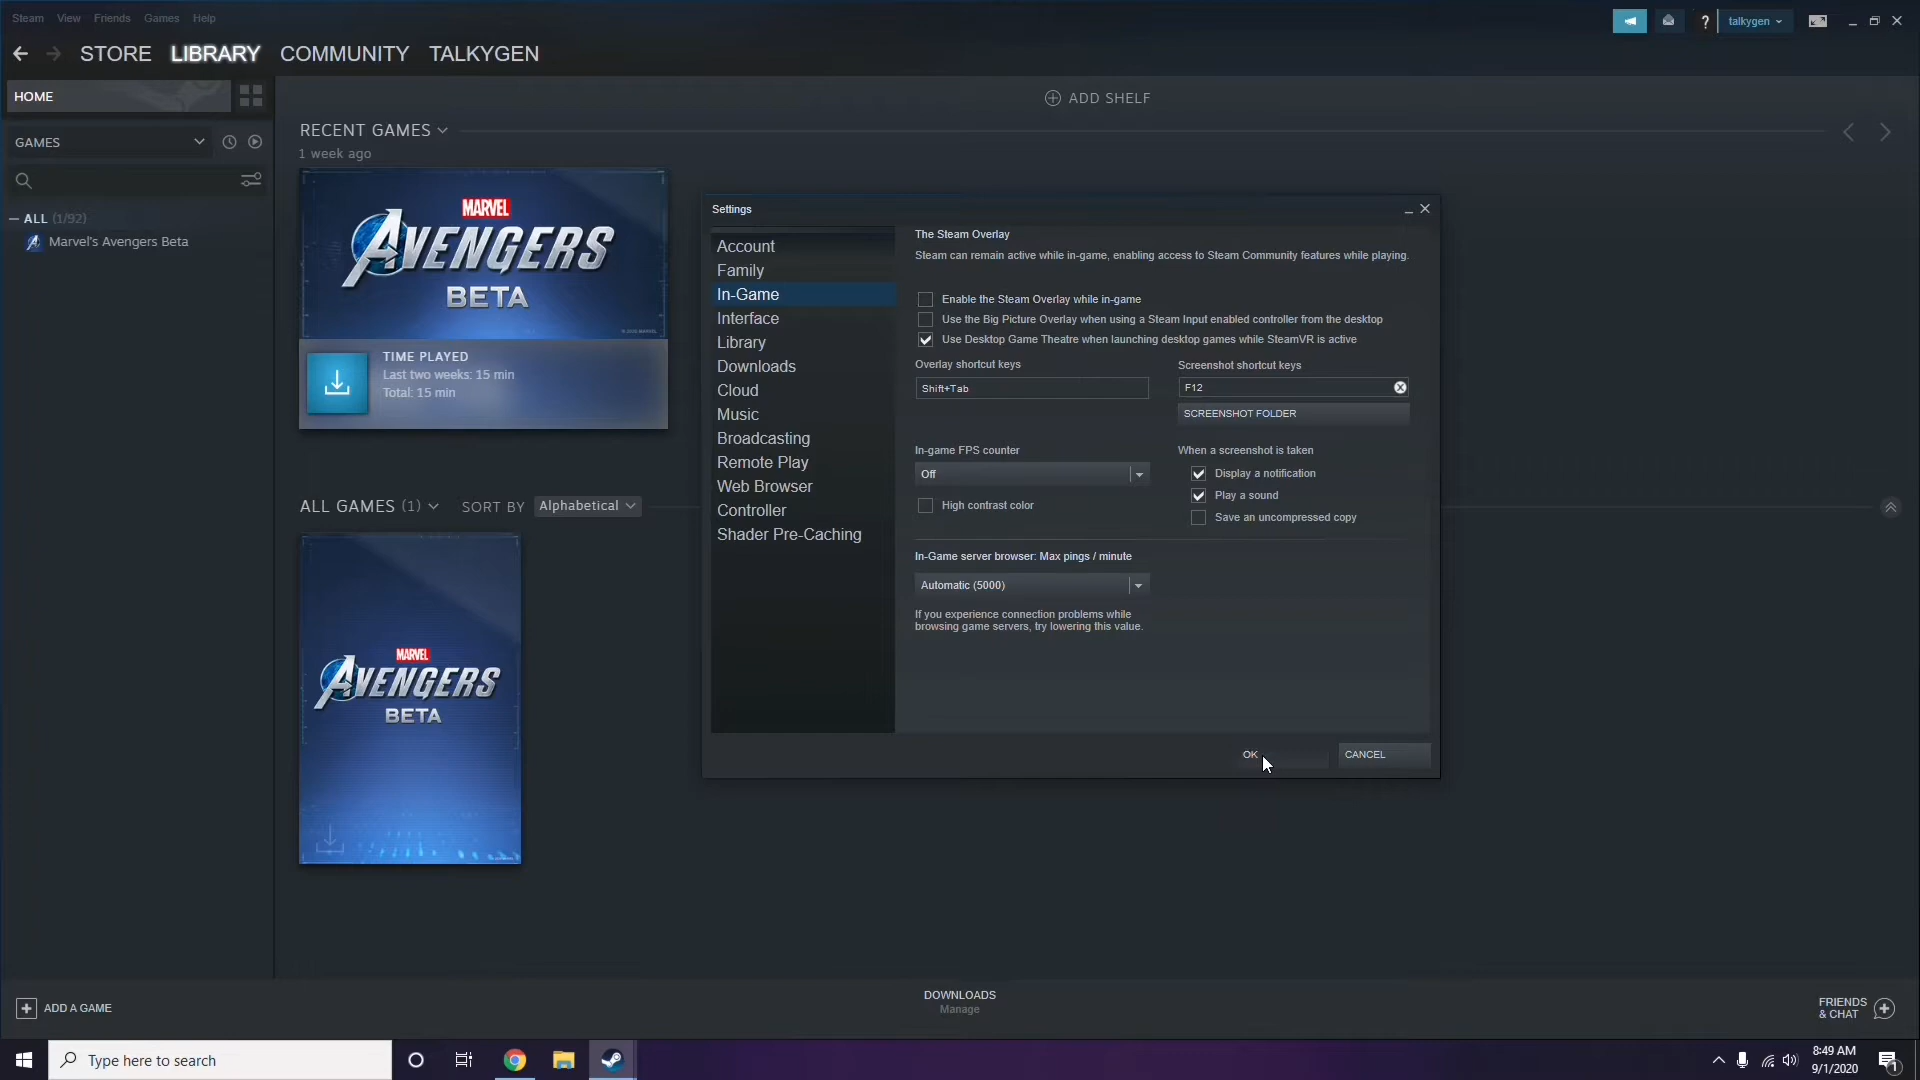 Steam View Friends Games Help
? talkygen
STORE LIBRARY COMMUNITY TALKYGEN
HOME
ADD SHELF
GAMES
RECENT GAMES
1 week ago
ALL (1/92)
Marvel's Avengers Beta
MARVEL
AVENGERS
BETA
TIME PLAYED
Last two weeks: 15 min
Total: 15 min
ALL GAMES (1) SORT BY Alphabetical
MARVEL
AVENGERS
BETA
Settings
Account
Family
In-Game
Interface
Library
Downloads
Cloud
Music
Broadcasting
Remote Play
Web Browser
Controller
Shader Pre-Caching
The Steam Overlay
Steam can remain active while in-game, enabling access to Steam Community features while playing.
Enable the Steam Overlay while in-game
Use the Big Picture Overlay when using a Steam Input enabled controller from the desktop
Use Desktop Game Theatre when launching desktop games while SteamVR is active
Overlay shortcut keys
Shift+Tab
Screenshot shortcut keys
F12
SCREENSHOT FOLDER
In-game FPS counter
Off
High contrast color
When a screenshot is taken
Display a notification
Play a sound
Save an uncompressed copy
In-Game server browser: Max pings / minute
Automatic (5000)
If you experience connection problems while
browsing game servers, try lowering this value.
OK
CANCEL
ADD A GAME
DOWNLOADS
Manage
FRIENDS
& CHAT
Type here to search
8:49 AM
9/1/2020
1